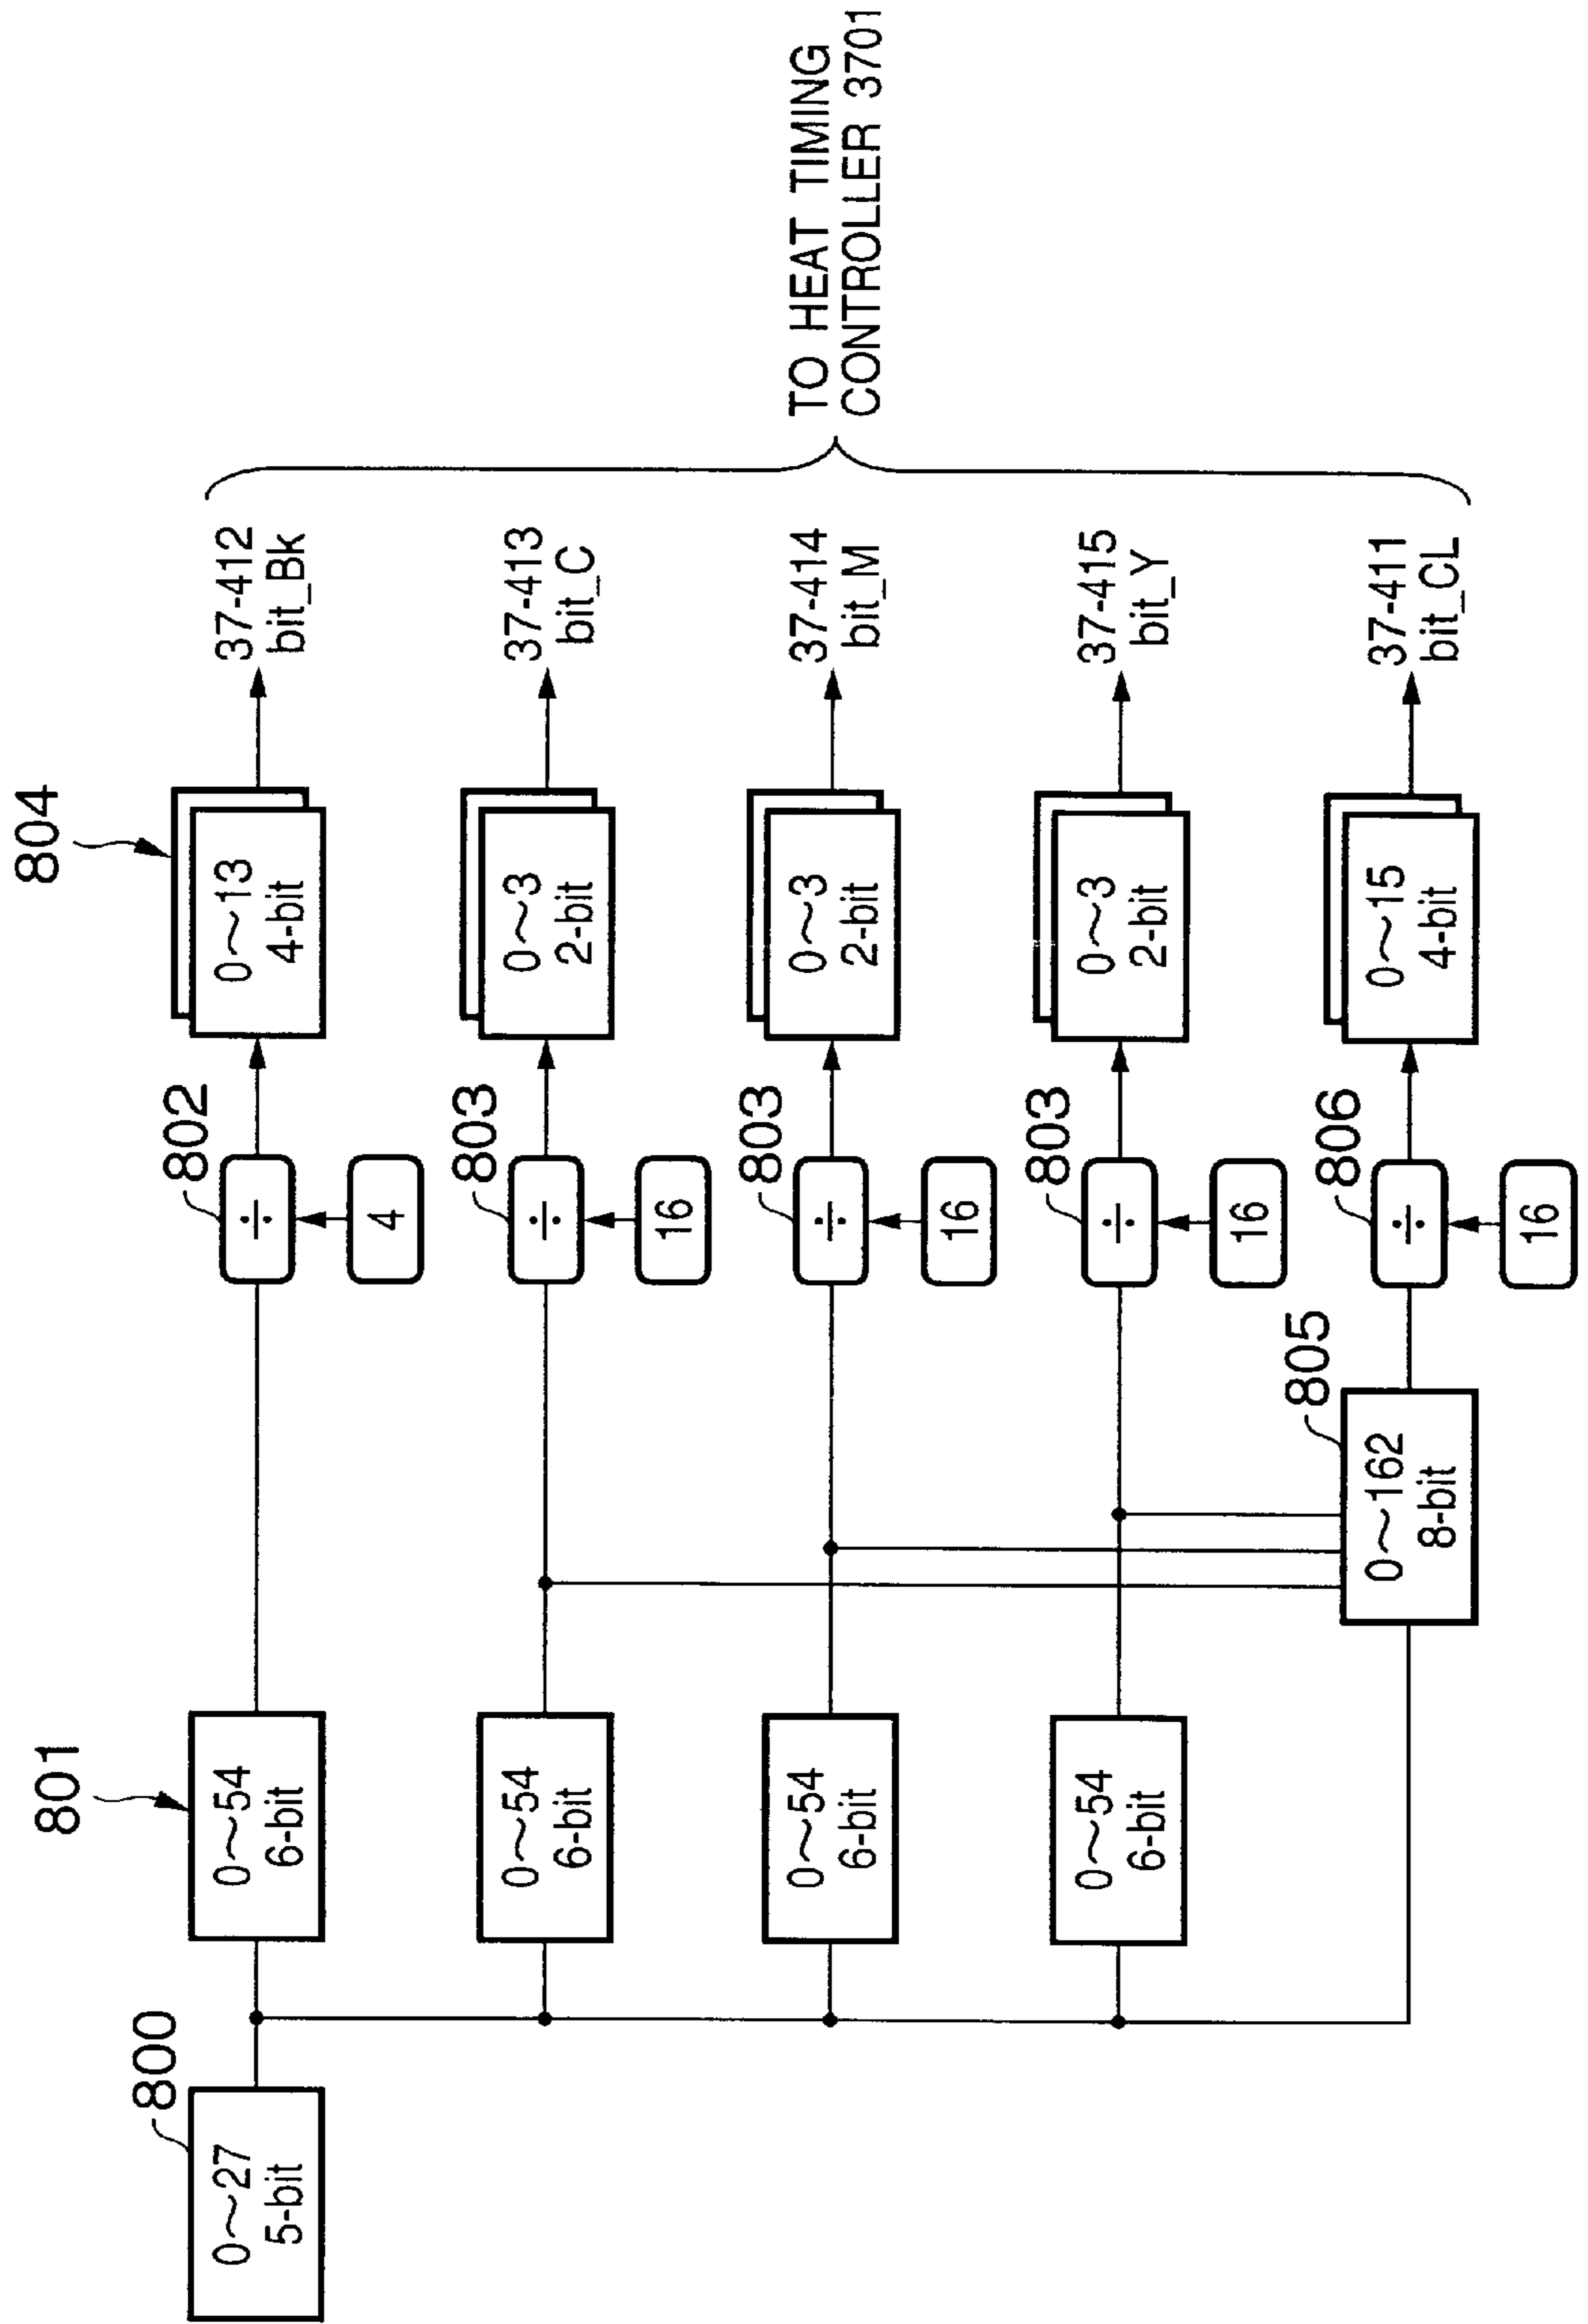 800
0~27
5-bit
801
0~54
6-bit
0~54
6-bit
0~54
6-bit
0~54
6-bit
805
0~162
8-bit
802
÷
4
803
÷
16
803
÷
16
803
÷
16
806
÷
16
804
0~13
4-bit
0~3
2-bit
0~3
2-bit
0~3
2-bit
0~15
4-bit
37-412
bit_Bk
37-413
bit_C
37-414
bit_M
37-415
bit_Y
37-411
bit_CL
TO HEAT TIMING
CONTROLLER 3701